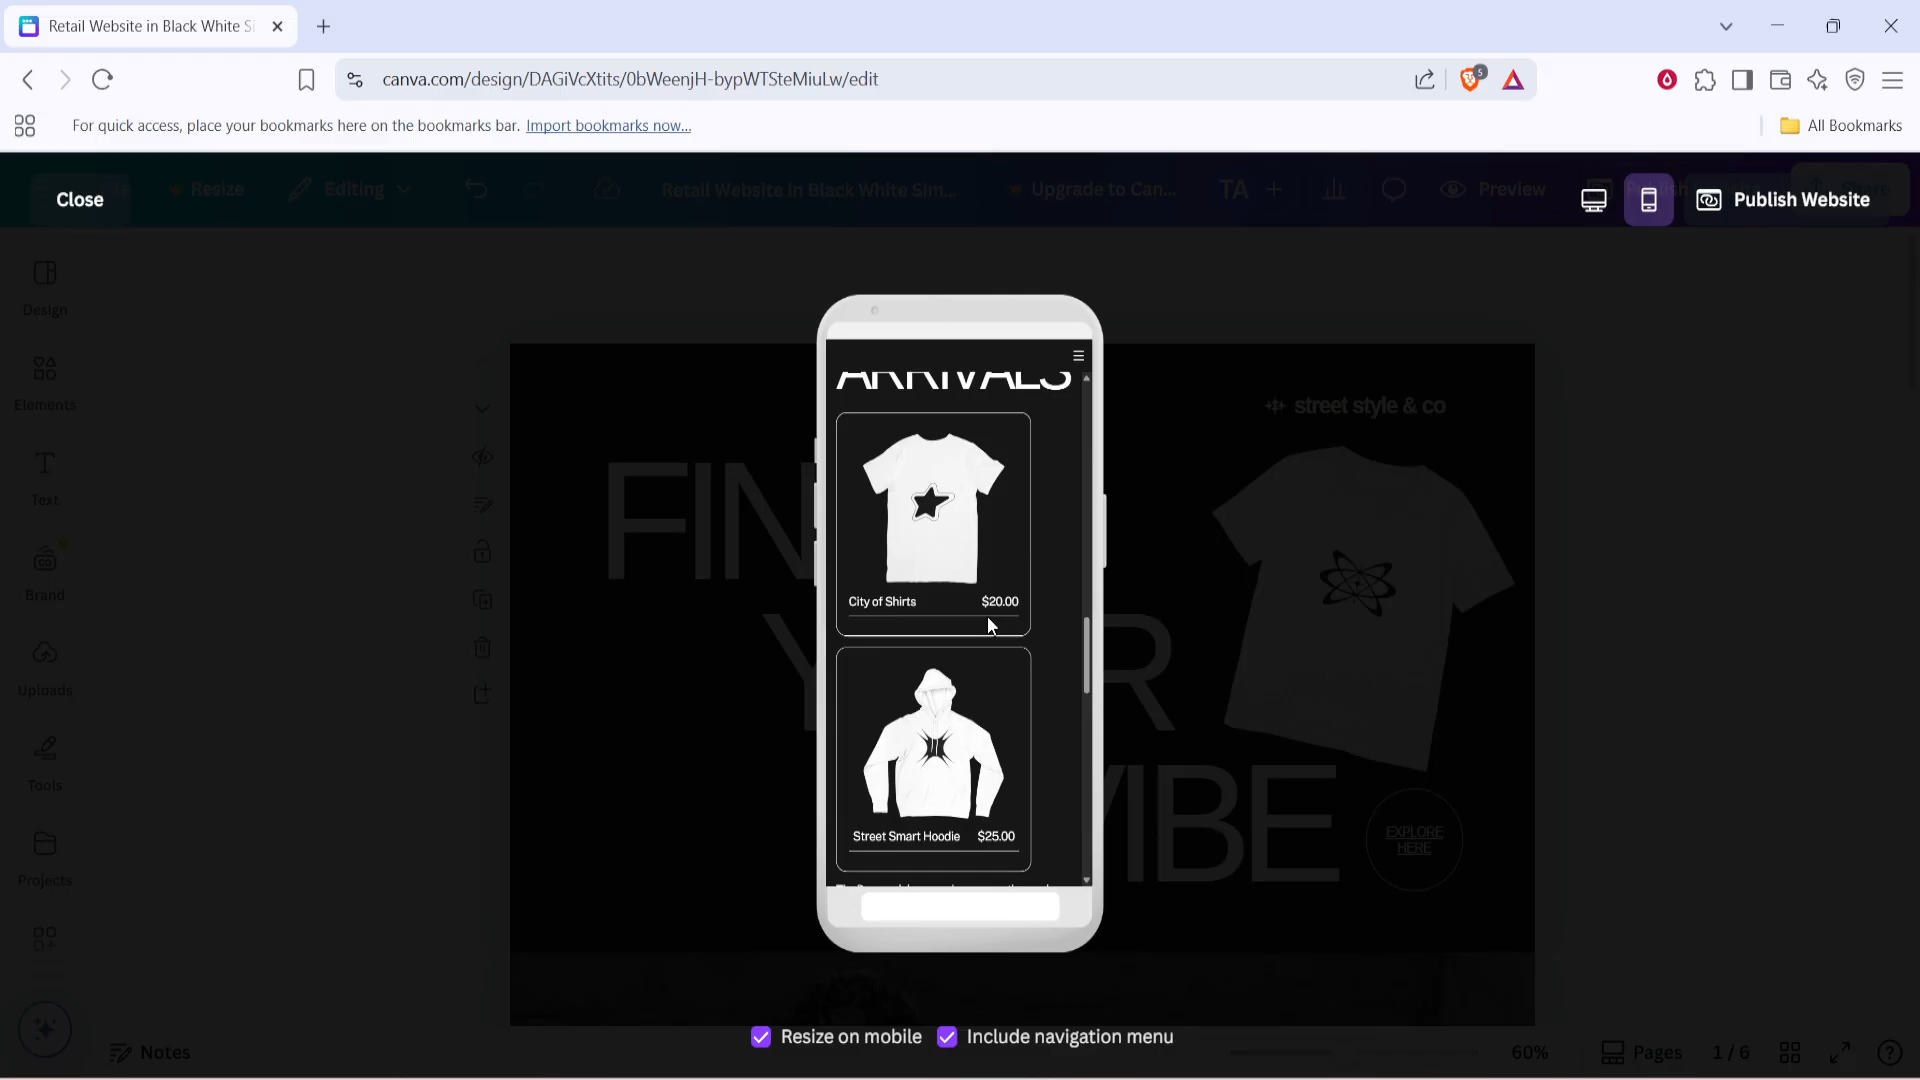 Retail Website in Black White Si
canva.com/design/DAGiVcXtits/0bWeenjH-bypWTSteMiuLw/edit
5
For quick access, place your bookmarks here on the bookmarks bar. Import bookmarks now...
All Bookmarks
Close
Resize
Editing
Retail Website in Black White Sim...
Upgrade to Can...
TA
Preview
Publish Website
Design
Elements
Text
Brand
Uploads
Tools
Projects
Notes
street style & co
FIN
VIBE
EXPLORE
HERE
ARRIVALS
City of Shirts $20.00
Street Smart Hoodie $25.00
Resize on mobile
Include navigation menu
60%
Pages
1 / 6